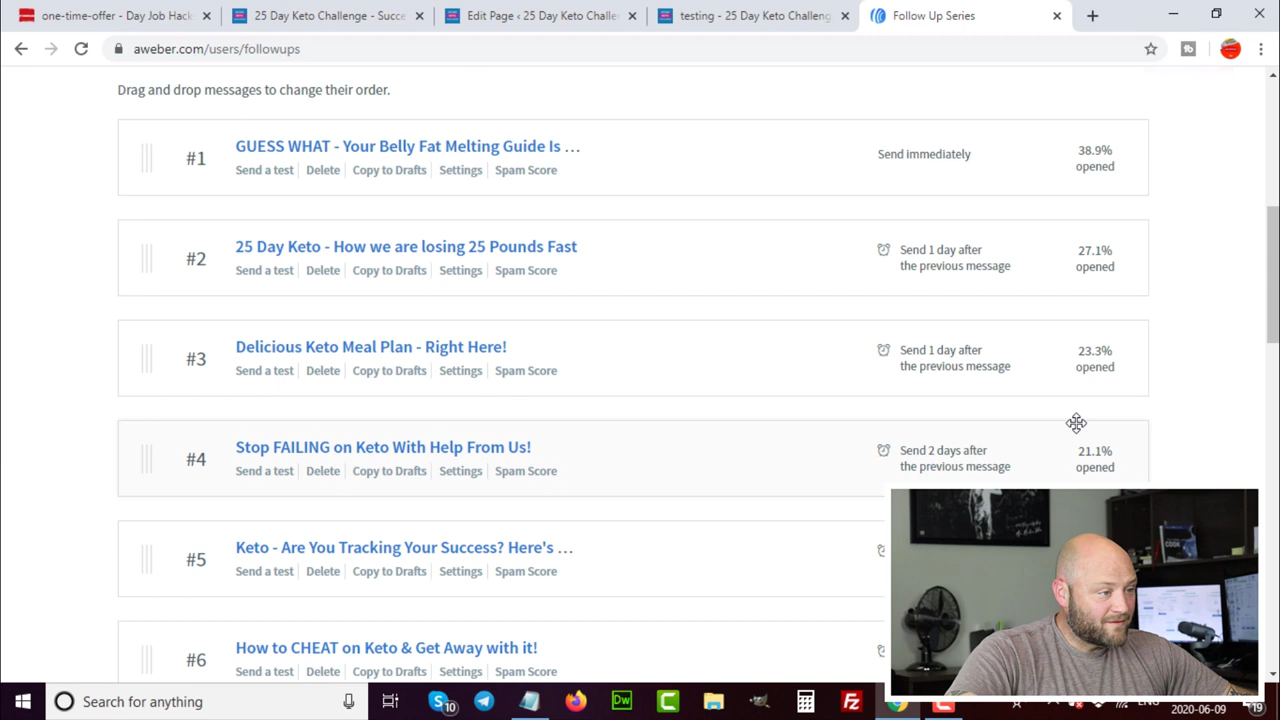 one-time-offer - Day Job Hack
25 Day Keto Challenge - Succe
Edit Page ‹ 25 Day Keto Challe
testing - 25 Day Keto Challeng
Follow Up Series
aweber.com/users/followups
Drag and drop messages to change their order.
#1
GUESS WHAT - Your Belly Fat Melting Guide Is …
Send a test Delete Copy to Drafts Settings Spam Score
Send immediately
38.9%
opened
#2
25 Day Keto - How we are losing 25 Pounds Fast
Send a test Delete Copy to Drafts Settings Spam Score
Send 1 day after
the previous message
27.1%
opened
#3
Delicious Keto Meal Plan - Right Here!
Send a test Delete Copy to Drafts Settings Spam Score
Send 1 day after
the previous message
23.3%
opened
#4
Stop FAILING on Keto With Help From Us!
Send a test Delete Copy to Drafts Settings Spam Score
Send 2 days after
the previous message
21.1%
opened
#5
Keto - Are You Tracking Your Success? Here's …
Send a test Delete Copy to Drafts Settings Spam Score
#6
How to CHEAT on Keto & Get Away with it!
Send a test Delete Copy to Drafts Settings Spam Score
COOK
Search for anything
10
Dw
C
Fz
ENG
2020-06-09
19